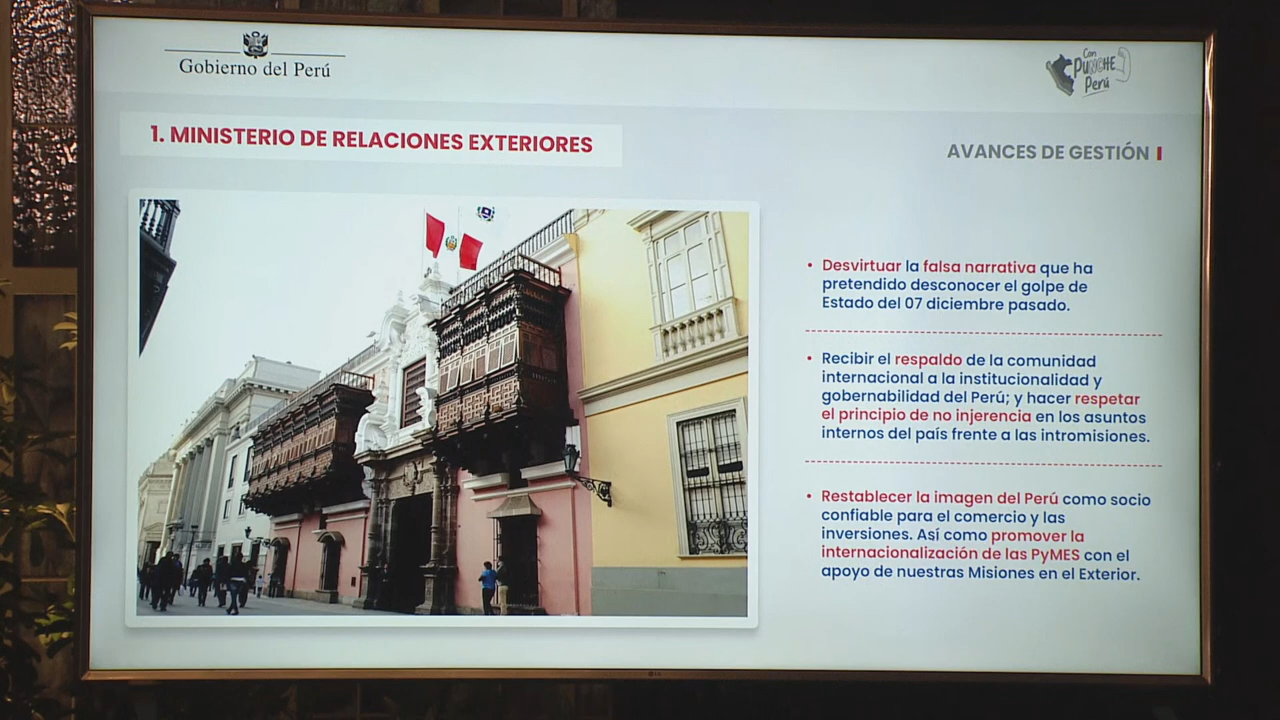 Gobierno del Perú
Con
PUNCHE
Perú
1. MINISTERIO DE RELACIONES EXTERIORES
AVANCES DE GESTIÓN
• Desvirtuar la falsa narrativa que ha
pretendido desconocer el golpe de
Estado del 07 diciembre pasado.
• Recibir el respaldo de la comunidad
internacional a la institucionalidad y
gobernabilidad del Perú; y hacer respetar
el principio de no injerencia en los asuntos
internos del país frente a las intromisiones.
• Restablecer la imagen del Perú como socio
confiable para el comercio y las
inversiones. Así como promover la
internacionalización de las PyMES con el
apoyo de nuestras Misiones en el Exterior.
LG